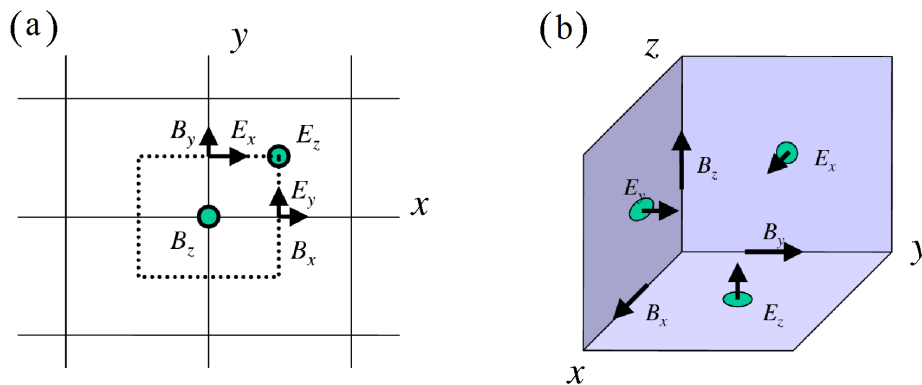 (a)
y
B_y E_x E_z
E_y
x
B_z B_x
(b)
z
B_z E_x
E_y
B_y
y
B_x E_z
x